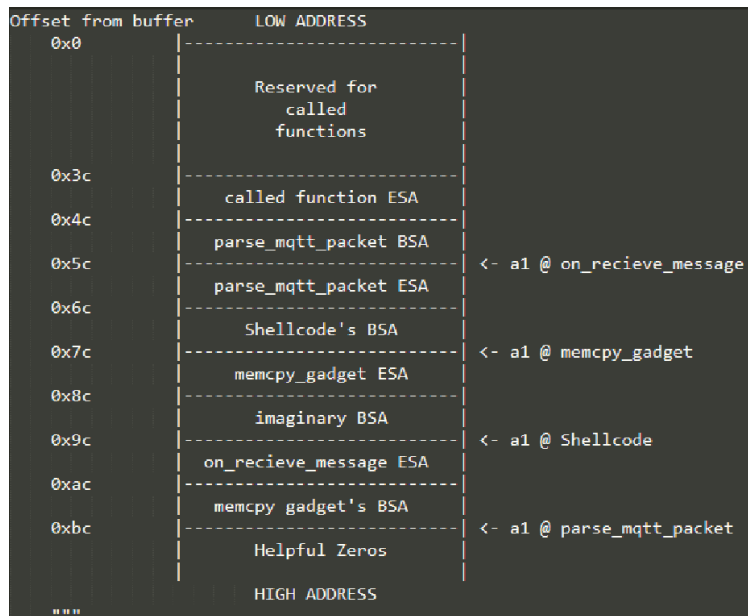 Offset from buffer LOW ADDRESS
0x0 |---------------------------|
Reserved for
called
functions
0x3c |---------------------------|
called function ESA
0x4c |---------------------------|
parse_mqtt_packet BSA
0x5c |---------------------------| <- a1 @ on_recieve_message
parse_mqtt_packet ESA
0x6c |---------------------------|
Shellcode's BSA
0x7c |---------------------------| <- a1 @ memcpy_gadget
memcpy_gadget ESA
0x8c |---------------------------|
imaginary BSA
0x9c |---------------------------| <- a1 @ Shellcode
on_recieve_message ESA
0xac |---------------------------|
memcpy gadget's BSA
0xbc |---------------------------| <- a1 @ parse_mqtt_packet
Helpful Zeros
HIGH ADDRESS
"""